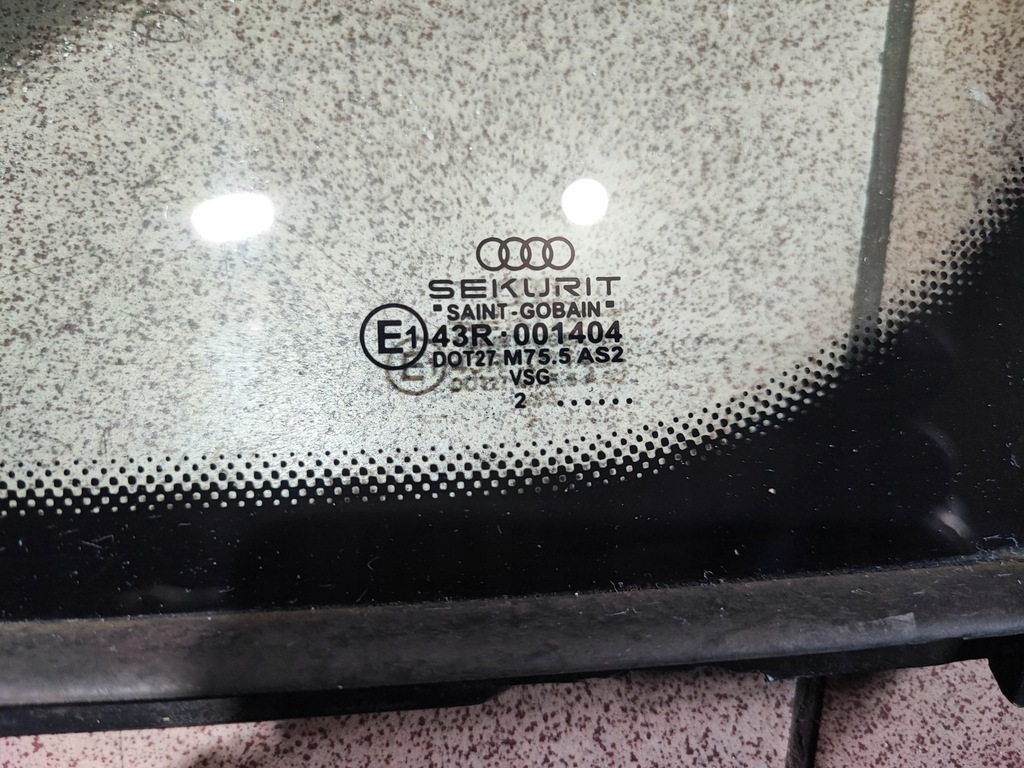 SEKURIT
SAINT-GOBAIN
E1 43R-001404
DOT27 M75.5 AS2
VSG
2 ......